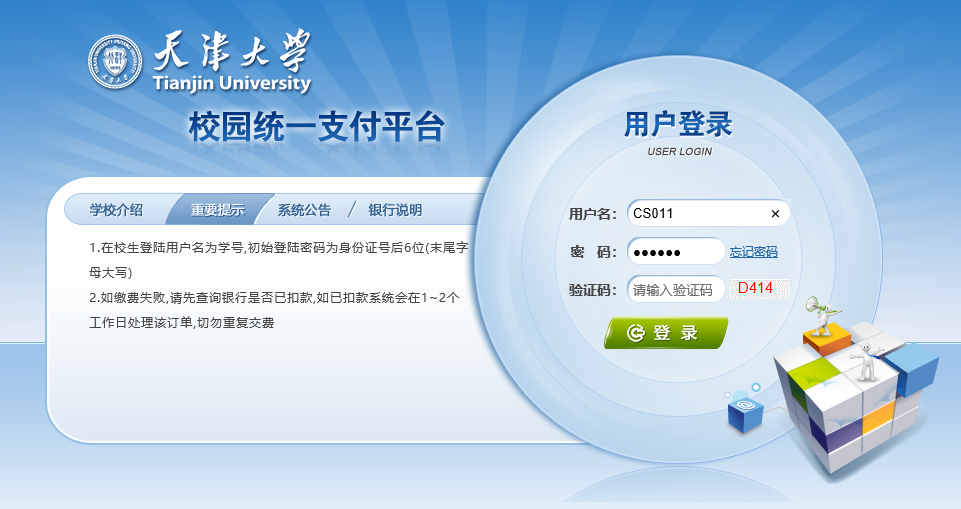 天津大学
Tianjin University
校园统一支付平台
用户登录
USER LOGIN
学校介绍 重要提示 系统公告 / 银行说明
1.在校生登陆用户名为学号,初始登陆密码为身份证号后6位(末尾字
母大写)
2.如缴费失败,请先查询银行是否已扣款,如已扣款系统会在1~2个
工作日处理该订单,切勿重复交费
用户名: CS011 ×
密 码: ●●●●●● 忘记密码
验证码: 请输入验证码 D414
登 录
@